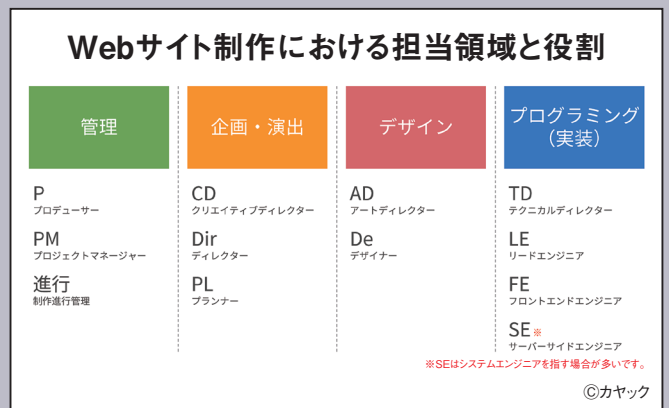 Webサイト制作における担当領域と役割
管理
P
プロデューサー
PM
プロジェクトマネージャー
進行
制作進行管理
企画・演出
CD
クリエイティブディレクター
Dir
ディレクター
PL
プランナー
デザイン
AD
アートディレクター
De
デザイナー
プログラミング
（実装）
TD
テクニカルディレクター
LE
リードエンジニア
FE
フロントエンドエンジニア
SE※
サーバーサイドエンジニア
※SEはシステムエンジニアを指す場合が多いです。
©カヤック